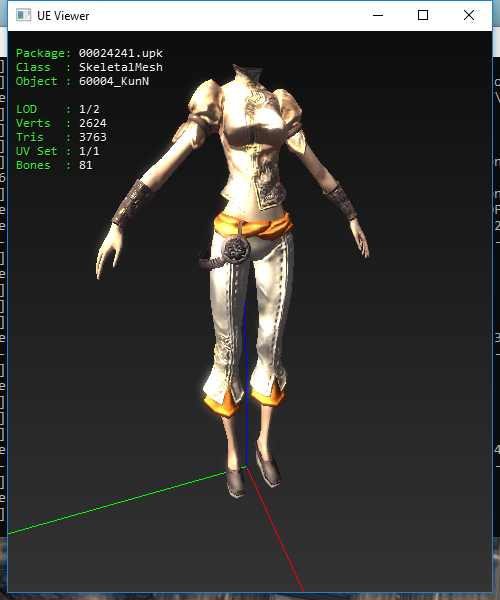 UE Viewer
Package: 00024241.upk
Class : SkeletalMesh
Object : 60004_KunN
LOD : 1/2
Verts : 2624
Tris : 3763
UV Set : 1/1
Bones : 81